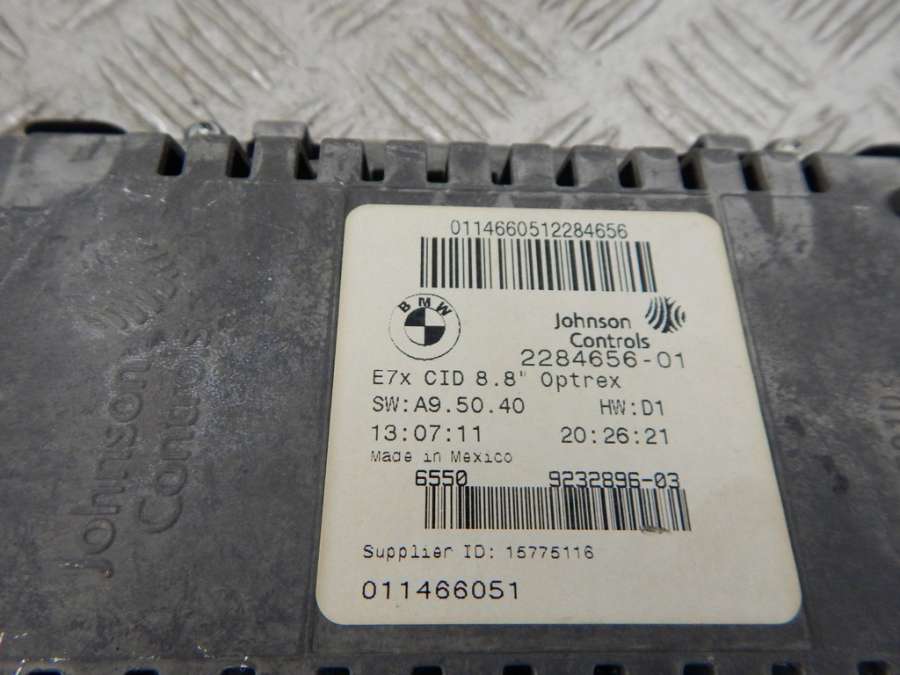 0114660512284656
BMW
Johnson
Controls
2284656-01
E7x CID 8.8" Optrex
SW:A9.50.40 HW:D1
13:07:11 20:26:21
Made in Mexico
6550 9232896-03
Supplier ID: 15775116
011466051
Johnson
Controls